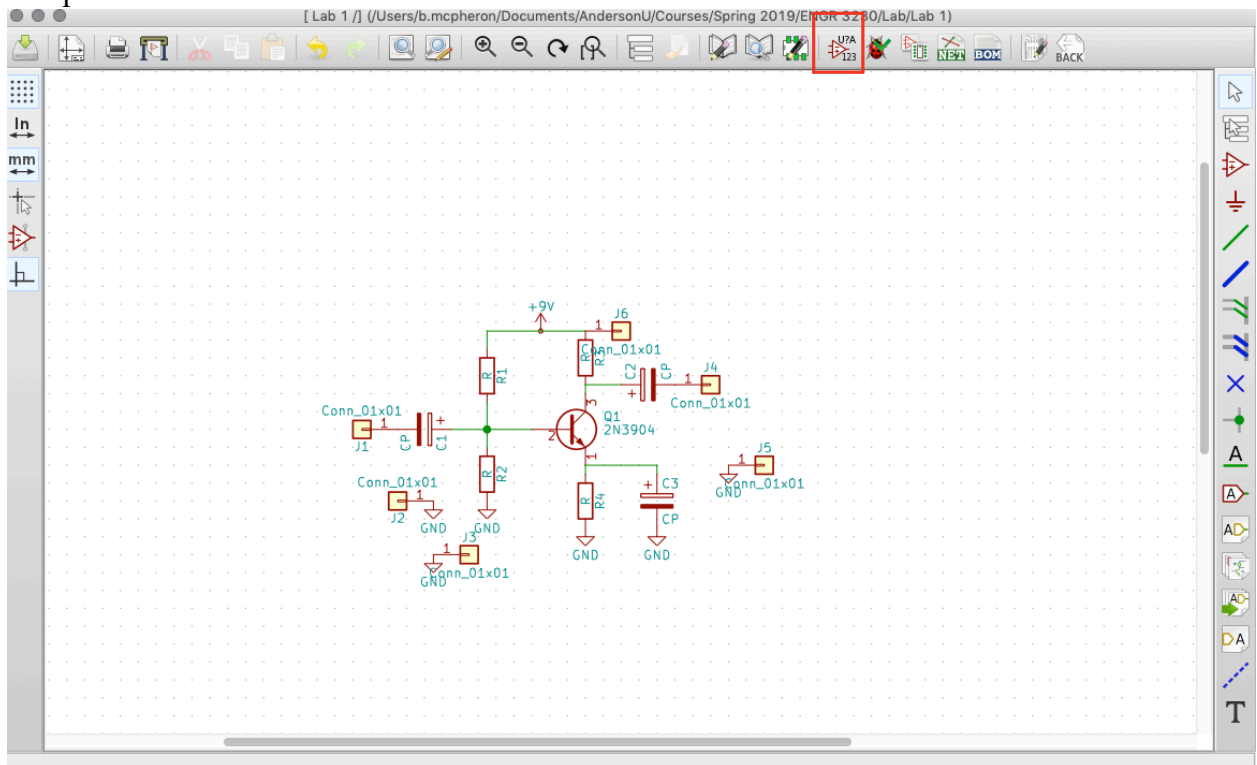 [ Lab 1 /] (/Users/b.mcpheron/Documents/AndersonU/Courses/Spring 2019/ENGR 3230/Lab/Lab 1)
U?A
123
NET
BOM
BACK
In
mm
+9V
J6
1
Conn_01x01
R
R3
R
R1
C2
CP
+
1
J4
Conn_01x01
3
Conn_01x01
1
J1
CP
+
C1
2
Q1
2N3904
1
J5
1
GND
Conn_01x01
R
R2
Conn_01x01
1
J2
GND
GND
R
R4
+
C3
CP
J3
1
GND
Conn_01x01
GND
GND
A
A
AD
AD
DA
T